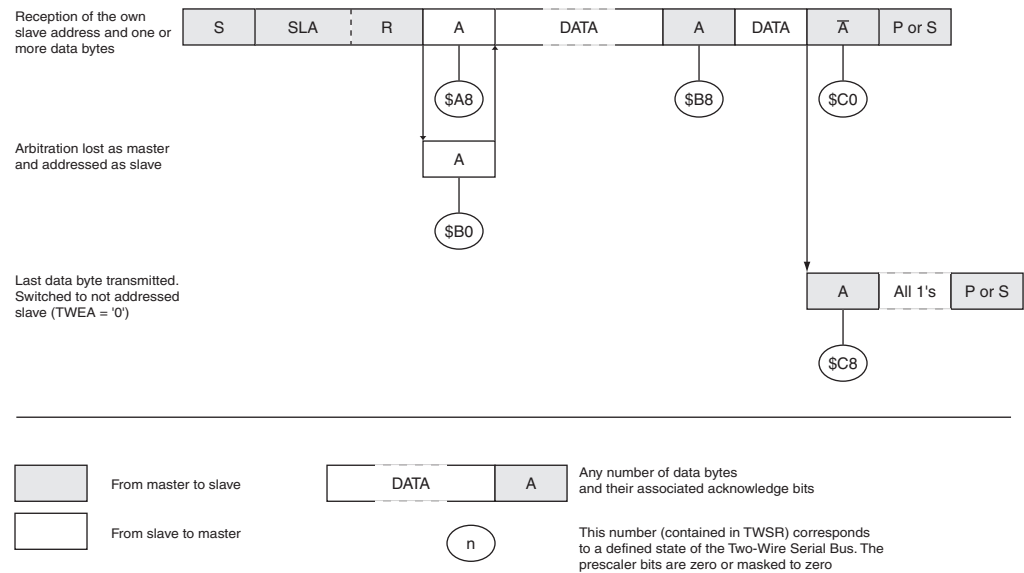 Reception of the own
slave address and one or
more data bytes
S SLA R A DATA A DATA A̅ P or S
$A8 $B8 $C0
Arbitration lost as master
and addressed as slave
A
$B0
Last data byte transmitted.
Switched to not addressed
slave (TWEA = '0')
A All 1's P or S
$C8
From master to slave
DATA A
Any number of data bytes
and their associated acknowledge bits
From slave to master
n
This number (contained in TWSR) corresponds
to a defined state of the Two-Wire Serial Bus. The
prescaler bits are zero or masked to zero